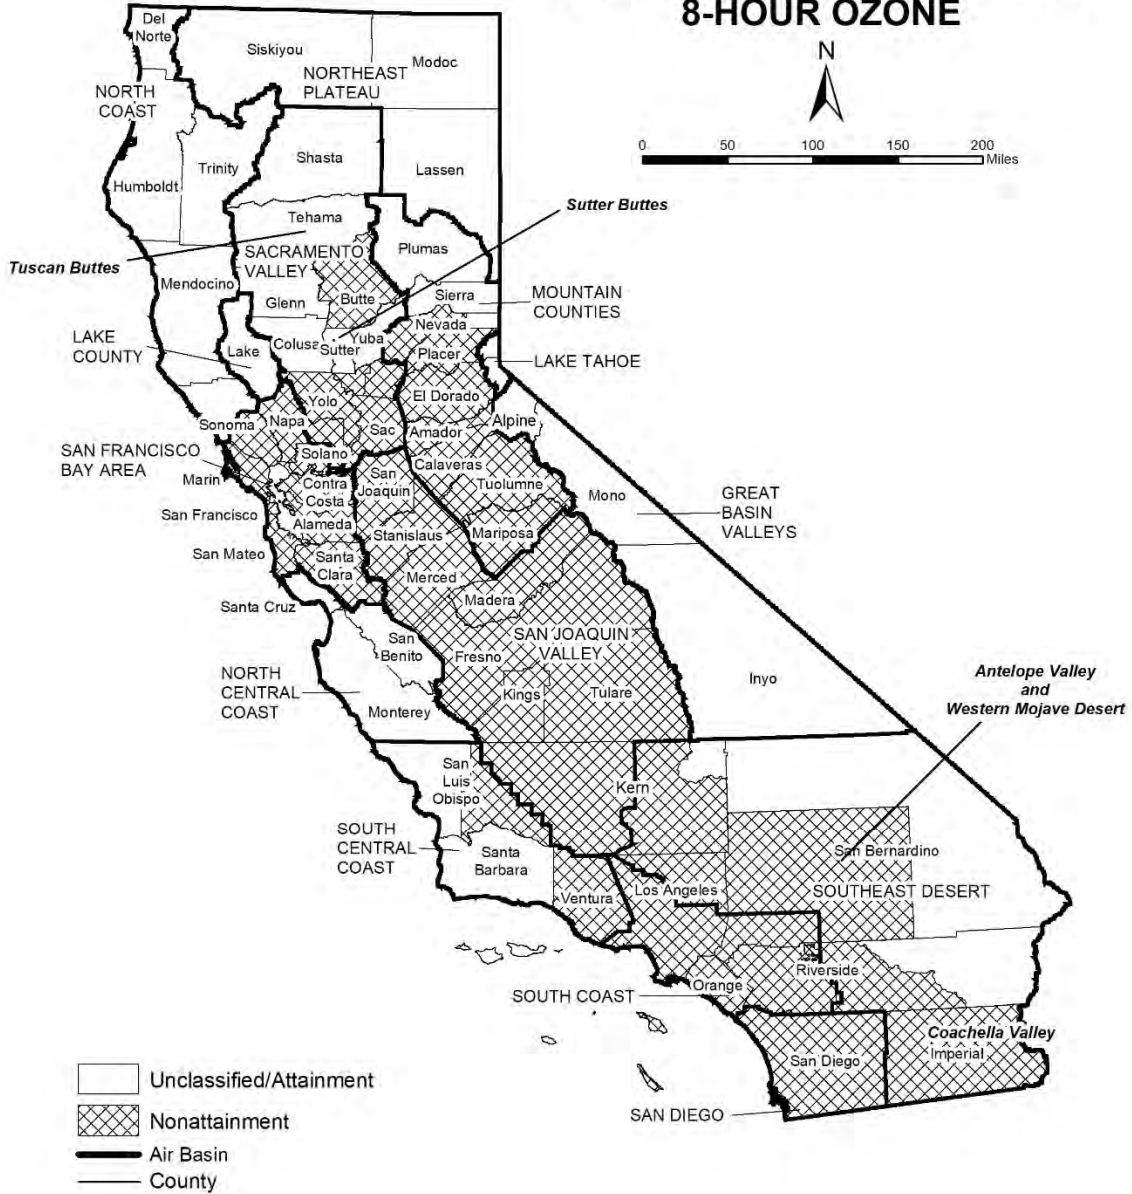 8-HOUR OZONE
N
0 50 100 150 200
Miles
Del
Norte
Siskiyou
Modoc
NORTHEAST
PLATEAU
NORTH
COAST
Shasta
Trinity
Lassen
Humboldt
Sutter Buttes
Tehama
Tuscan Buttes
SACRAMENTO
VALLEY
Plumas
Mendocino
Glenn
Butte
Sierra
MOUNTAIN
COUNTIES
Nevada
LAKE
COUNTY
Lake
Colusa
Sutter
Yuba
Placer
LAKE TAHOE
Yolo
El Dorado
Sonoma
Napa
Sac
Amador
Alpine
SAN FRANCISCO
BAY AREA
Solano
Calaveras
Marin
Contra
Costa
San
Joaquin
Tuolumne
Mono
GREAT
BASIN
VALLEYS
San Francisco
Alameda
Stanislaus
Mariposa
San Mateo
Santa
Clara
Merced
Madera
Santa Cruz
San
Benito
Fresno
SAN JOAQUIN
VALLEY
NORTH
CENTRAL
COAST
Monterey
Kings
Tulare
Inyo
Antelope Valley
and
Western Mojave Desert
San
Luis
Obispo
Kern
SOUTH
CENTRAL
COAST
Santa
Barbara
Ventura
Los Angeles
San Bernardino
SOUTHEAST DESERT
Riverside
Orange
SOUTH COAST
Coachella Valley
Imperial
San Diego
SAN DIEGO
Unclassified/Attainment
Nonattainment
Air Basin
County